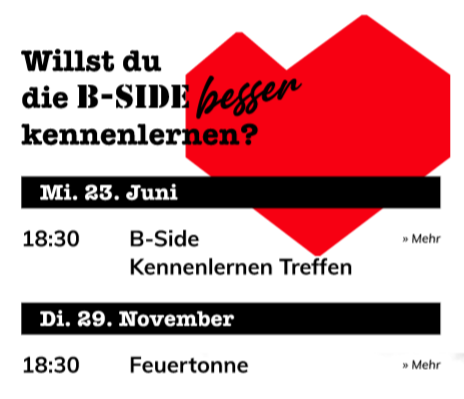 Willst du
die B-SIDE besser
kennenlernen?
Mi. 23. Juni
18:30 B-Side » Mehr
Kennenlernen Treffen
Di. 29. November
18:30 Feuertonne » Mehr